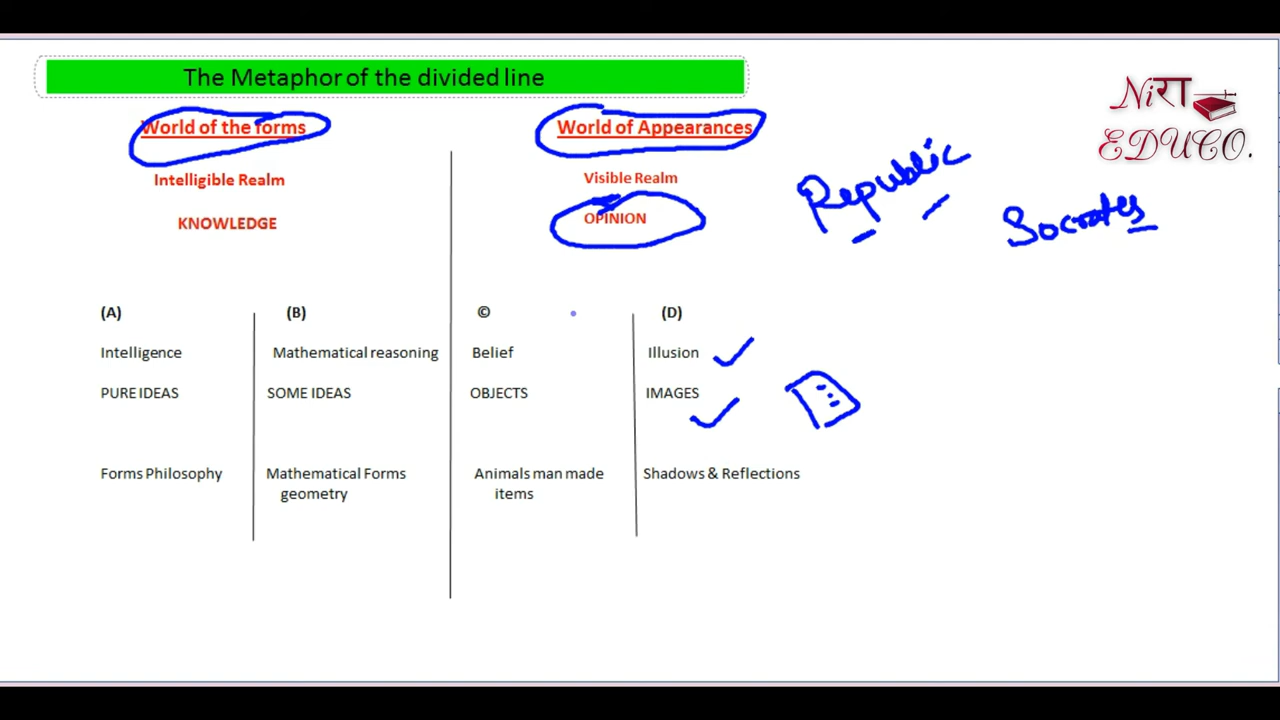 The Metaphor of the divided line
Niरा
EDUCO.
World of the forms
World of Appearances
Intelligible Realm
Visible Realm
KNOWLEDGE
OPINION
Republic
Socrates
(A)
(B)
©
(D)
Intelligence
Mathematical reasoning
Belief
Illusion
PURE IDEAS
SOME IDEAS
OBJECTS
IMAGES
Forms Philosophy
Mathematical Forms
geometry
Animals man made
items
Shadows & Reflections